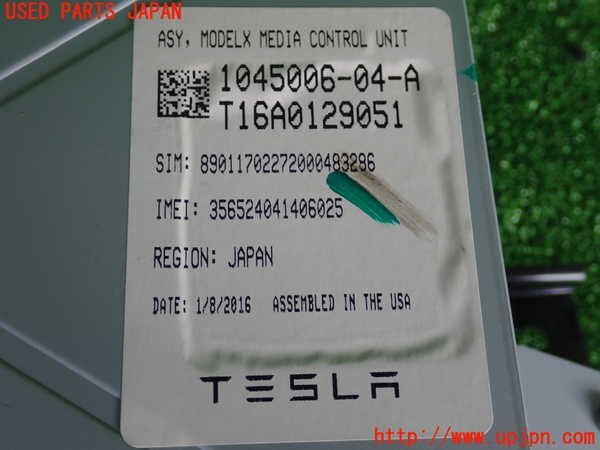 USED PARTS JAPAN
ASY, MODELX MEDIA CONTROL UNIT
1045006-04-A
T16A0129051
SIM: 89011702272000483286
IMEI: 356524041406025
REGION: JAPAN
DATE: 1/8/2016 ASSEMBLED IN THE USA
TESLA
http://www.upjpn.com